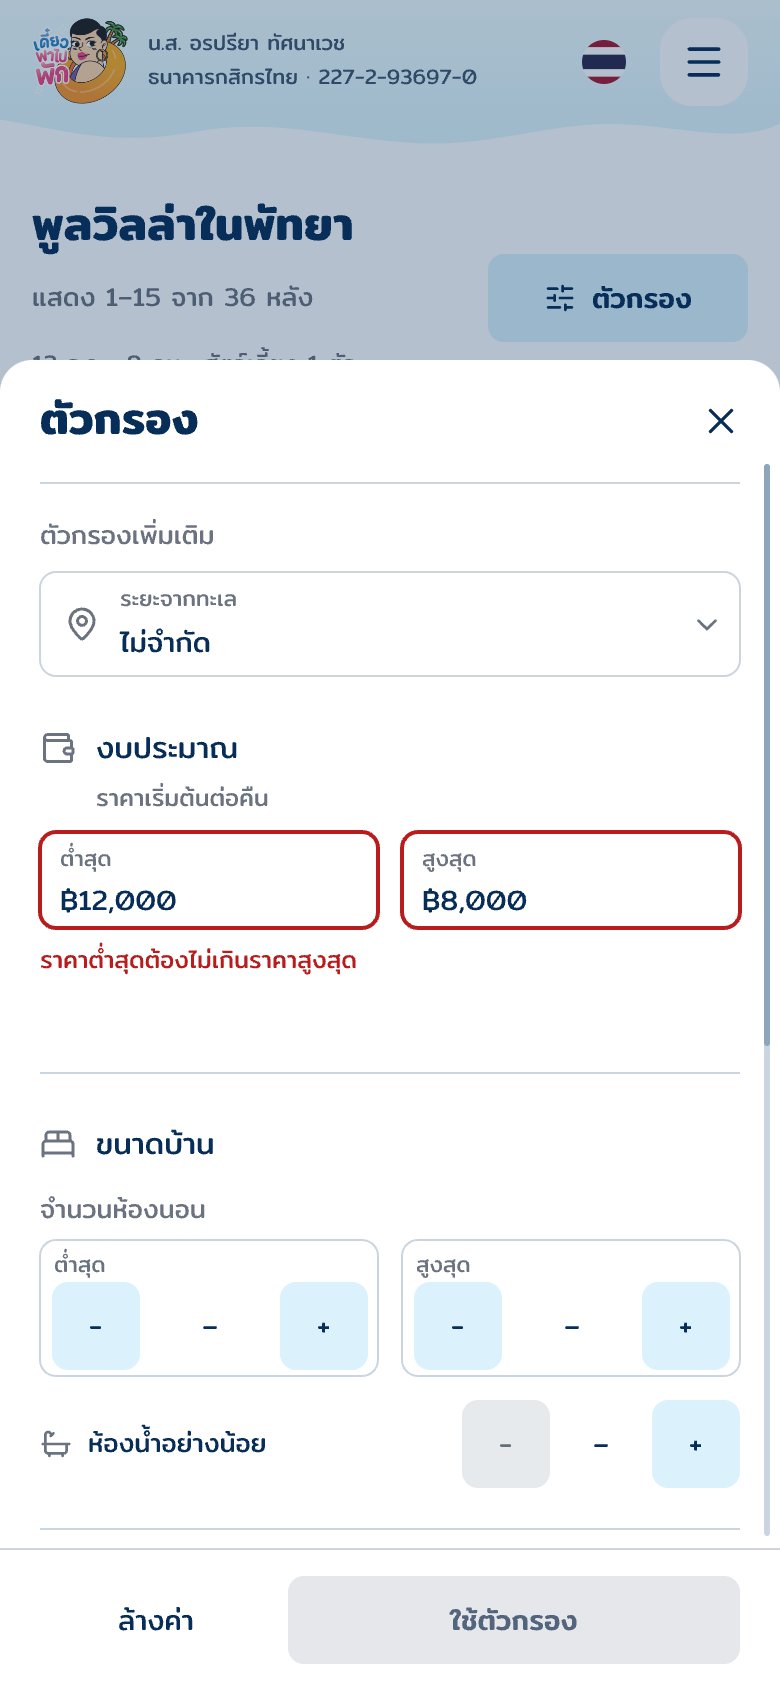 เดี๋ยว
พาไป
พัก
น.ส. อรปรียา ทัศนาเวช
ธนาคารกสิกรไทย · 227-2-93697-0
พูลวิลล่าในพัทยา
แสดง 1–15 จาก 36 หลัง
ตัวกรอง
ตัวกรอง
ตัวกรองเพิ่มเติม
ระยะจากทะเล
ไม่จำกัด
งบประมาณ
ราคาเริ่มต้นต่อคืน
ต่ำสุด
฿12,000
สูงสุด
฿8,000
ราคาต่ำสุดต้องไม่เกินราคาสูงสุด
ขนาดบ้าน
จำนวนห้องนอน
ต่ำสุด
สูงสุด
- – +
- – +
ห้องน้ำอย่างน้อย - – +
ล้างค่า
ใช้ตัวกรอง